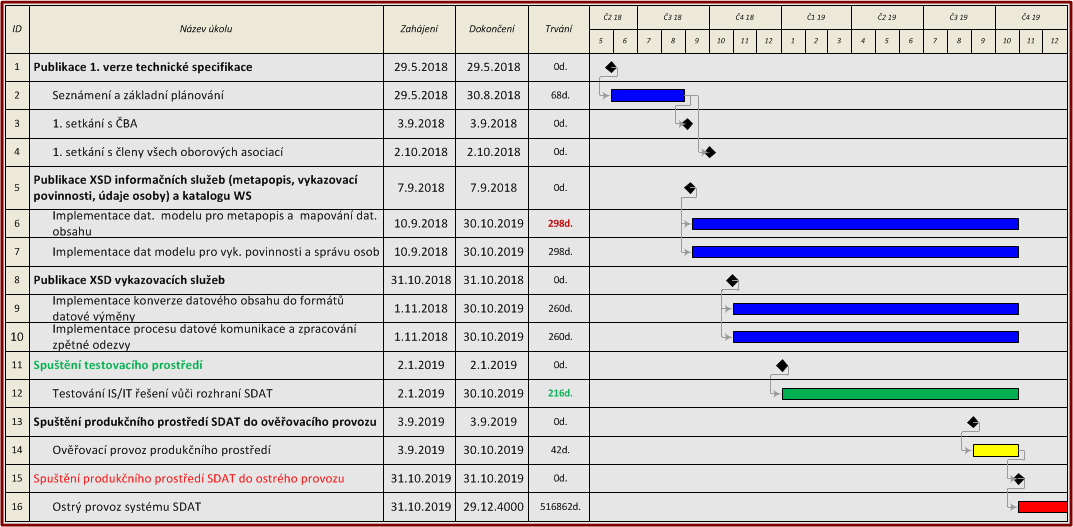 ID Název úkolu Zahájení Dokončení Trvání Č2 18 Č3 18 Č4 18 Č1 19 Č2 19 Č3 19 Č4 19
5 6 7 8 9 10 11 12 1 2 3 4 5 6 7 8 9 10 11 12
1 Publikace 1. verze technické specifikace 29.5.2018 29.5.2018 0d.
2 Seznámení a základní plánování 29.5.2018 30.8.2018 68d.
3 1. setkání s ČBA 3.9.2018 3.9.2018 0d.
4 1. setkání s členy všech oborových asociací 2.10.2018 2.10.2018 0d.
5 Publikace XSD informačních služeb (metapopis, vykazovací
povinnosti, údaje osoby) a katalogu WS 7.9.2018 7.9.2018 0d.
6 Implementace dat. modelu pro metapopis a mapování dat.
obsahu 10.9.2018 30.10.2019 298d.
7 Implementace dat modelu pro vyk. povinnosti a správu osob 10.9.2018 30.10.2019 298d.
8 Publikace XSD vykazovacích služeb 31.10.2018 31.10.2018 0d.
9 Implementace konverze datového obsahu do formátů
datové výměny 1.11.2018 30.10.2019 260d.
10 Implementace procesu datové komunikace a zpracování
zpětné odezvy 1.11.2018 30.10.2019 260d.
11 Spuštění testovacího prostředí 2.1.2019 2.1.2019 0d.
12 Testování IS/IT řešení vůči rozhraní SDAT 2.1.2019 30.10.2019 216d.
13 Spuštění produkčního prostředí SDAT do ověřovacího provozu 3.9.2019 3.9.2019 0d.
14 Ověřovací provoz produkčního prostředí 3.9.2019 30.10.2019 42d.
15 Spuštění produkčního prostředí SDAT do ostrého provozu 31.10.2019 31.10.2019 0d.
16 Ostrý provoz systému SDAT 31.10.2019 29.12.4000 516862d.